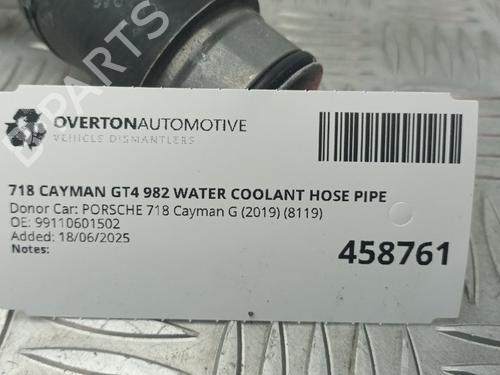 B-PARTS
OVERTONAUTOMOTIVE
VEHICLE DISMANTLERS
718 CAYMAN GT4 982 WATER COOLANT HOSE PIPE
Donor Car: PORSCHE 718 Cayman G (2019) (8119)
OE: 99110601502
Added: 18/06/2025
Notes:
458761